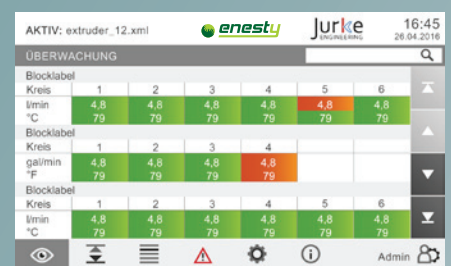 AKTIV: extruder_12.xml
enesty
Jurke
ENGINEERING
16:45
26.04.2016
ÜBERWACHUNG
Blocklabel
Kreis 1 2 3 4 5 6
l/min 4,8 4,8 4,8 4,8 4,8 4,8
°C 79 79 79 79 79 79
Blocklabel
Kreis 1 2 3 4
gal/min 4,8 4,8 4,8 4,8
°F 79 79 79 79
Blocklabel
Kreis 1 2 3 4 5 6
l/min 4,8 4,8 4,8 4,8 4,8 4,8
°C 79 79 79 79 79 79
Admin